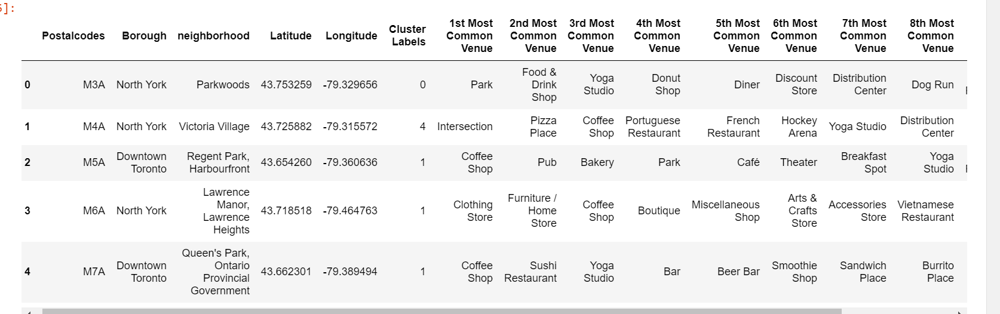 5]:
Postalcodes Borough neighborhood Latitude Longitude Cluster Labels 1st Most Common Venue 2nd Most Common Venue 3rd Most Common Venue 4th Most Common Venue 5th Most Common Venue 6th Most Common Venue 7th Most Common Venue 8th Most Common Venue
0 M3A North York Parkwoods 43.753259 -79.329656 0 Park Food & Drink Shop Yoga Studio Donut Shop Diner Discount Store Distribution Center Dog Run
1 M4A North York Victoria Village 43.725882 -79.315572 4 Intersection Pizza Place Coffee Shop Portuguese Restaurant French Restaurant Hockey Arena Yoga Studio Distribution Center
2 M5A Downtown Toronto Regent Park, Harbourfront 43.654260 -79.360636 1 Coffee Shop Pub Bakery Park Café Theater Breakfast Spot Yoga Studio
3 M6A North York Lawrence Manor, Lawrence Heights 43.718518 -79.464763 1 Clothing Store Furniture / Home Store Coffee Shop Boutique Miscellaneous Shop Arts & Crafts Store Accessories Store Vietnamese Restaurant
4 M7A Downtown Toronto Queen's Park, Ontario Provincial Government 43.662301 -79.389494 1 Coffee Shop Sushi Restaurant Yoga Studio Bar Beer Bar Smoothie Shop Sandwich Place Burrito Place